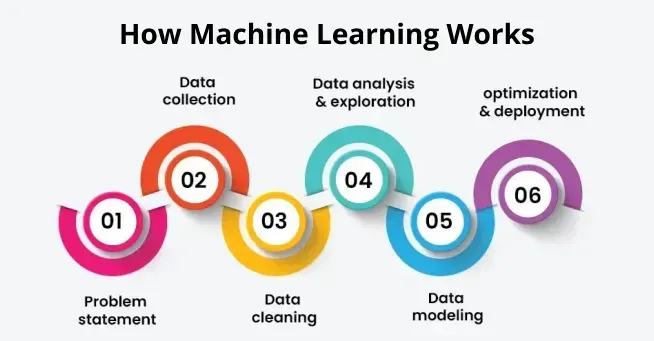 How Machine Learning Works
01
Problem
statement
02
Data
collection
03
Data
cleaning
04
Data analysis
& exploration
05
Data
modeling
06
optimization
& deployment